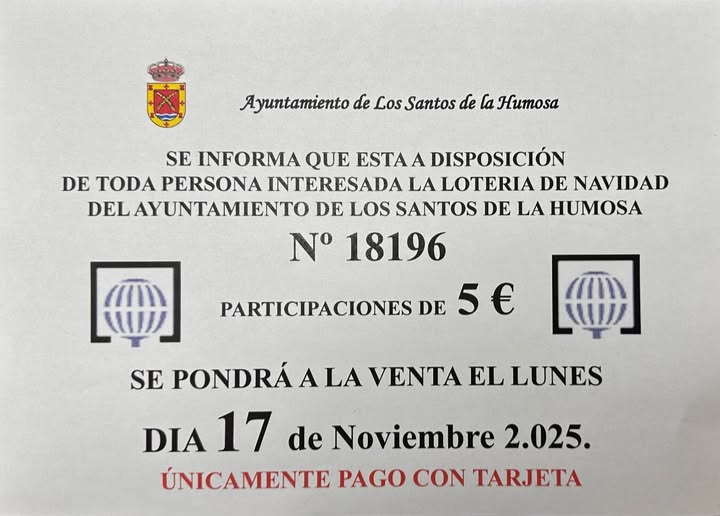 Ayuntamiento de Los Santos de la Humosa
SE INFORMA QUE ESTA A DISPOSICIÓN
DE TODA PERSONA INTERESADA LA LOTERIA DE NAVIDAD
DEL AYUNTAMIENTO DE LOS SANTOS DE LA HUMOSA
Nº 18196
PARTICIPACIONES DE 5 €
SE PONDRÁ A LA VENTA EL LUNES
DIA 17 de Noviembre 2.025.
ÚNICAMENTE PAGO CON TARJETA